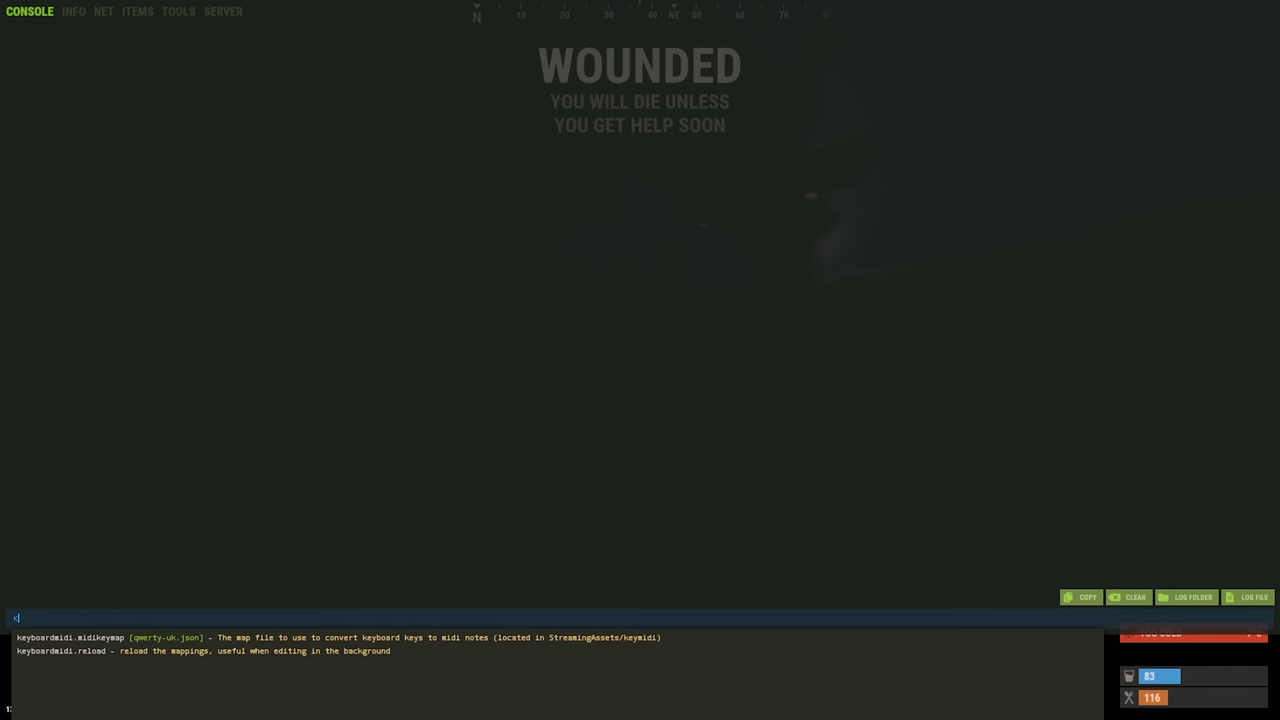 CONSOLE INFO NET ITEMS TOOLS SERVER
N 10 20 30 40 NE 50 60 70
WOUNDED
YOU WILL DIE UNLESS
YOU GET HELP SOON
COPY CLEAR LOG FOLDER LOG FILE
k
keyboardmidi.midikeymap [qwerty-uk.json] - The map file to use to convert keyboard keys to midi notes (located in StreamingAssets/keymidi)
keyboardmidi.reload - reload the mappings, useful when editing in the background
83
116